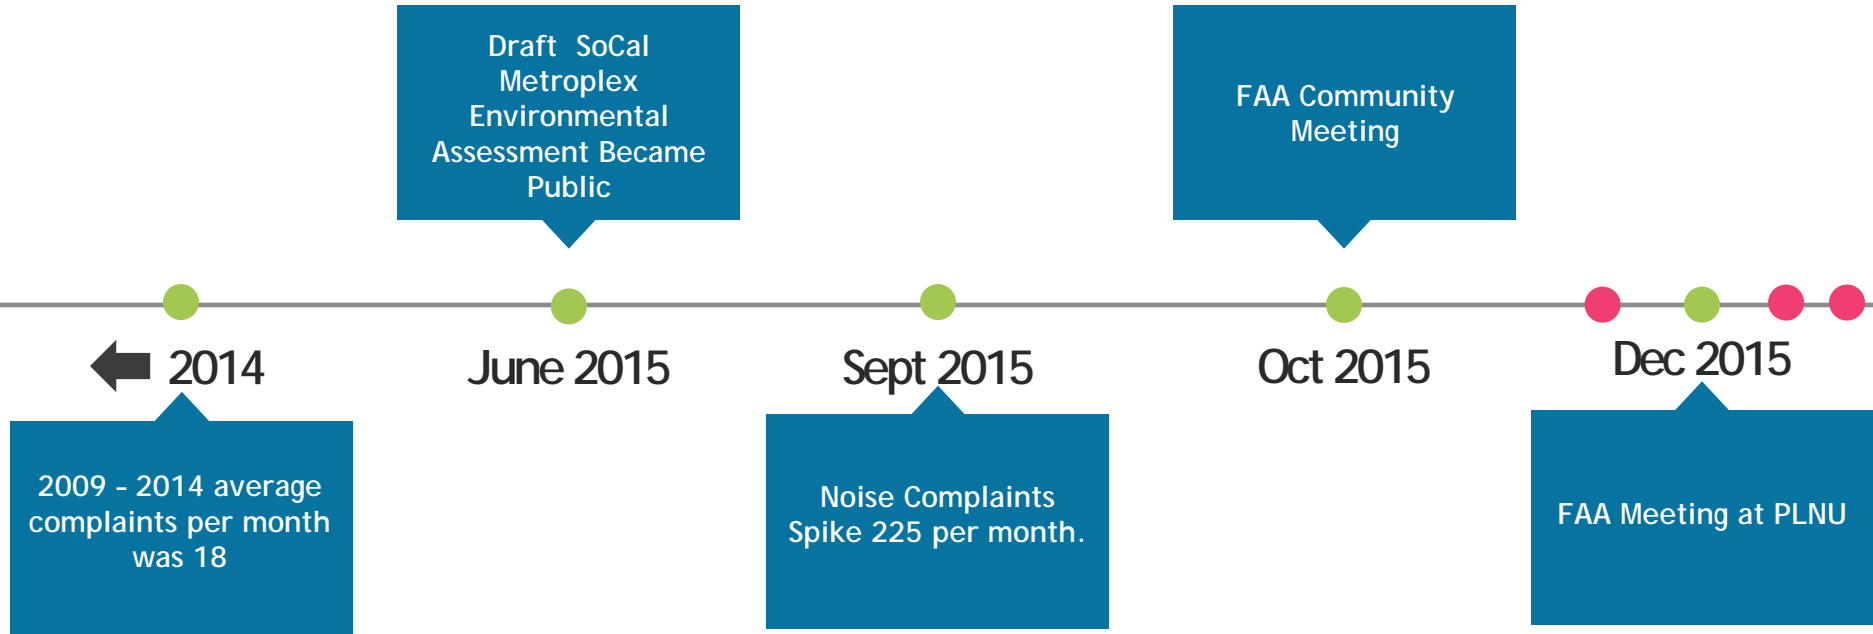 Draft SoCal
Metroplex
Environmental
Assessment Became
Public
FAA Community
Meeting
2014
June 2015
Sept 2015
Oct 2015
Dec 2015
2009 - 2014 average
complaints per month
was 18
Noise Complaints
Spike 225 per month.
FAA Meeting at PLNU